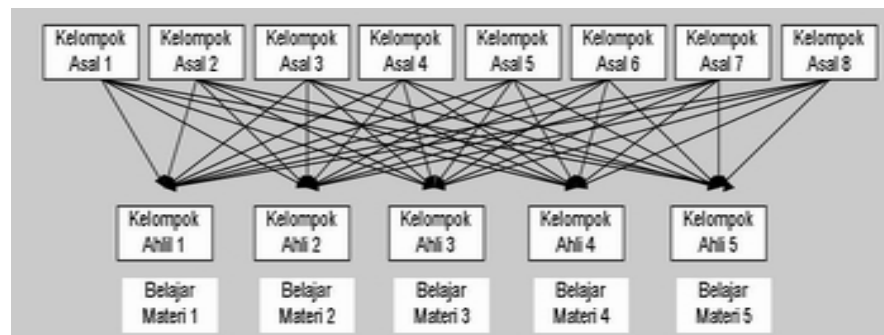 Kelompok
Asal 1
Kelompok
Asal 2
Kelompok
Asal 3
Kelompok
Asal 4
Kelompok
Asal 5
Kelompok
Asal 6
Kelompok
Asal 7
Kelompok
Asal 8
Kelompok
Ahlil 1
Kelompok
Ahli 2
Kelompok
Ahli 3
Kelompok
Ahli 4
Kelompok
Ahli 5
Belajar
Materi 1
Belajar
Materi 2
Belajar
Materi 3
Belajar
Materi 4
Belajar
Materi 5